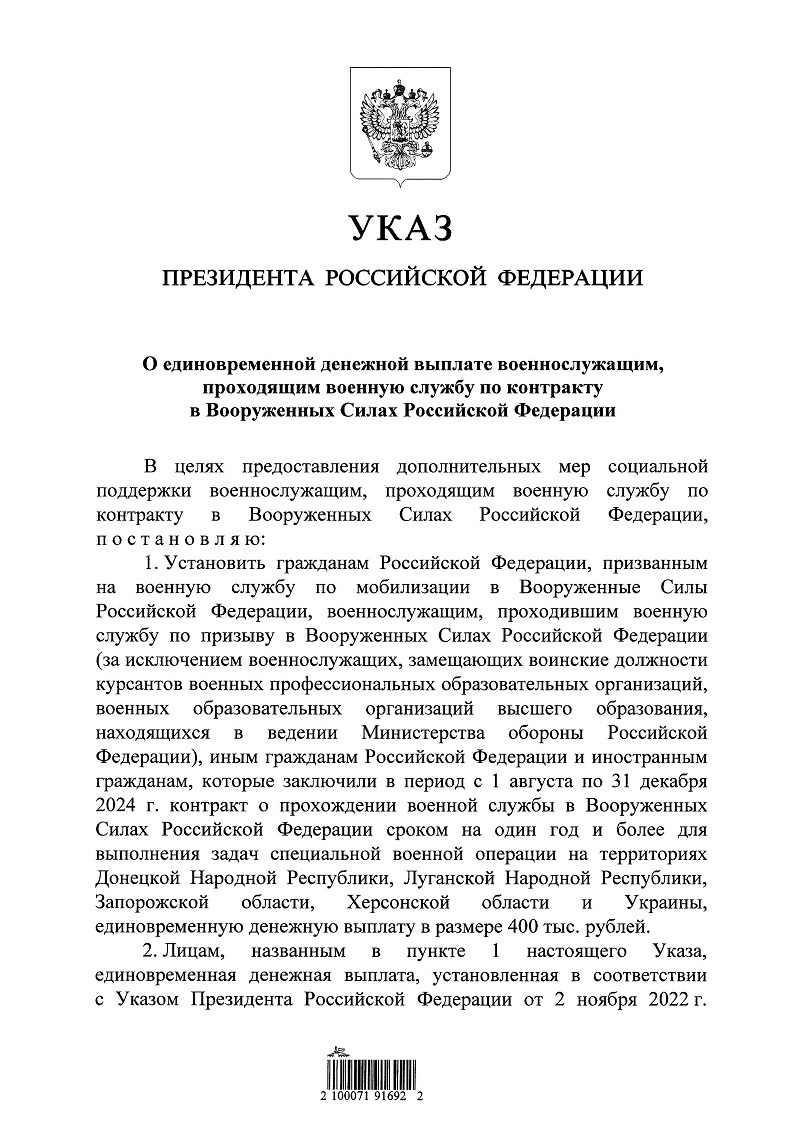 УКАЗ
ПРЕЗИДЕНТА РОССИЙСКОЙ ФЕДЕРАЦИИ
О единовременной денежной выплате военнослужащим,
проходящим военную службу по контракту
в Вооруженных Силах Российской Федерации
В целях предоставления дополнительных мер социальной
поддержки военнослужащим, проходящим военную службу по
контракту в Вооруженных Силах Российской Федерации,
п о с т а н о в л я ю:
1. Установить гражданам Российской Федерации, призванным
на военную службу по мобилизации в Вооруженные Силы
Российской Федерации, военнослужащим, проходившим военную
службу по призыву в Вооруженных Силах Российской Федерации
(за исключением военнослужащих, замещающих воинские должности
курсантов военных профессиональных образовательных организаций,
военных образовательных организаций высшего образования,
находящихся в ведении Министерства обороны Российской
Федерации), иным гражданам Российской Федерации и иностранным
гражданам, которые заключили в период с 1 августа по 31 декабря
2024 г. контракт о прохождении военной службы в Вооруженных
Силах Российской Федерации сроком на один год и более для
выполнения задач специальной военной операции на территориях
Донецкой Народной Республики, Луганской Народной Республики,
Запорожской области, Херсонской области и Украины,
единовременную денежную выплату в размере 400 тыс. рублей.
2. Лицам, названным в пункте 1 настоящего Указа,
единовременная денежная выплата, установленная в соответствии
с Указом Президента Российской Федерации от 2 ноября 2022 г.
2 100071 91692 2